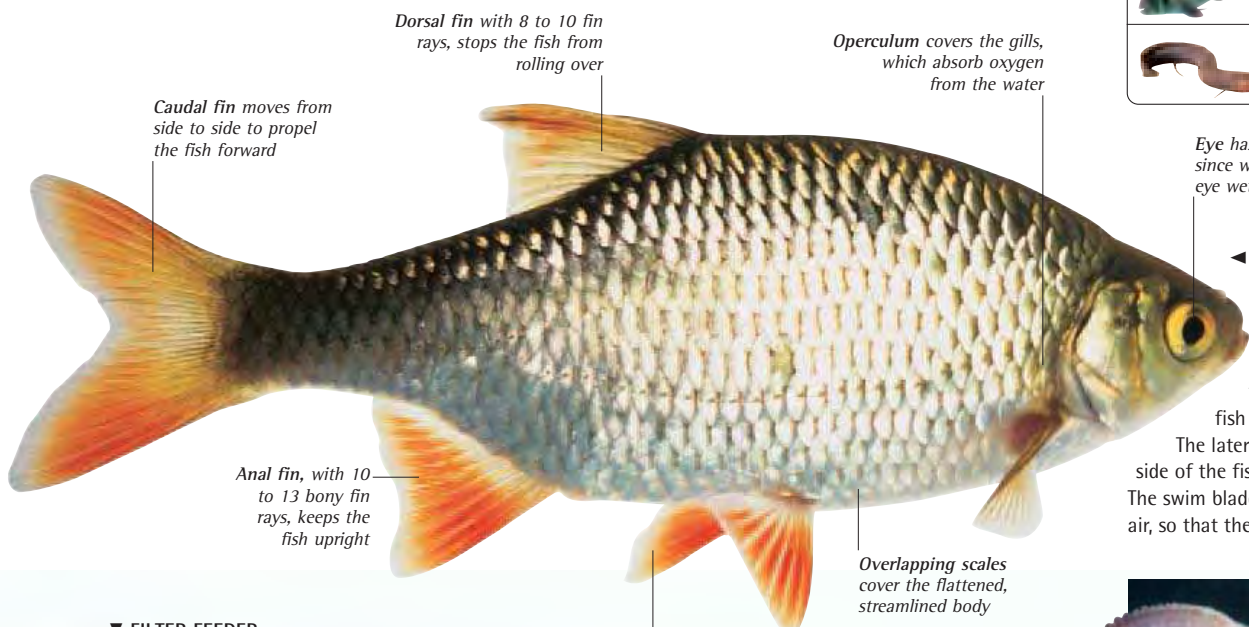 Dorsal fin with 8 to 10 fin
rays, stops the fish from
rolling over
Operculum covers the gills,
which absorb oxygen
from the water
Caudal fin moves from
side to side to propel
the fish forward
Eye
since
eye
Anal fin, with 10
to 13 bony fin
rays, keeps the
fish upright
fish
The
side of the
The swim
air, so that the
Overlapping scales
cover the flattened,
streamlined body
▼ FILTER FEEDER